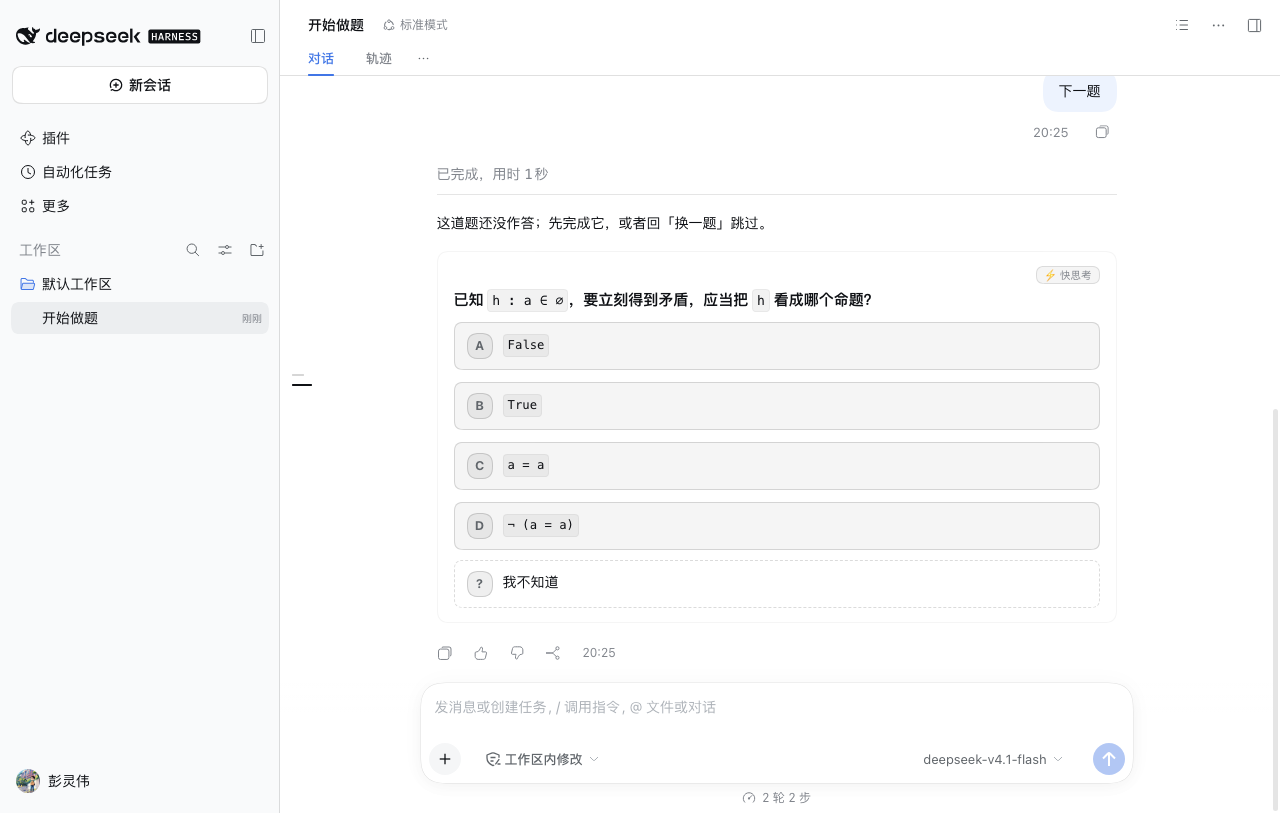 deepseek HARNESS
新会话
插件
自动化任务
更多
工作区
默认工作区
开始做题 刚刚
彭灵伟
开始做题 标准模式
对话 轨迹 ···
下一题
20:25
已完成，用时 1 秒
这道题还没作答；先完成它，或者回「换一题」跳过。
⚡ 快思考
已知 h : a ∈ ∅，要立刻得到矛盾，应当把 h 看成哪个命题？
A False
B True
C a = a
D ¬ (a = a)
? 我不知道
20:25
发消息或创建任务, / 调用指令, @ 文件或对话
工作区内修改
deepseek-v4.1-flash
2 轮 2 步